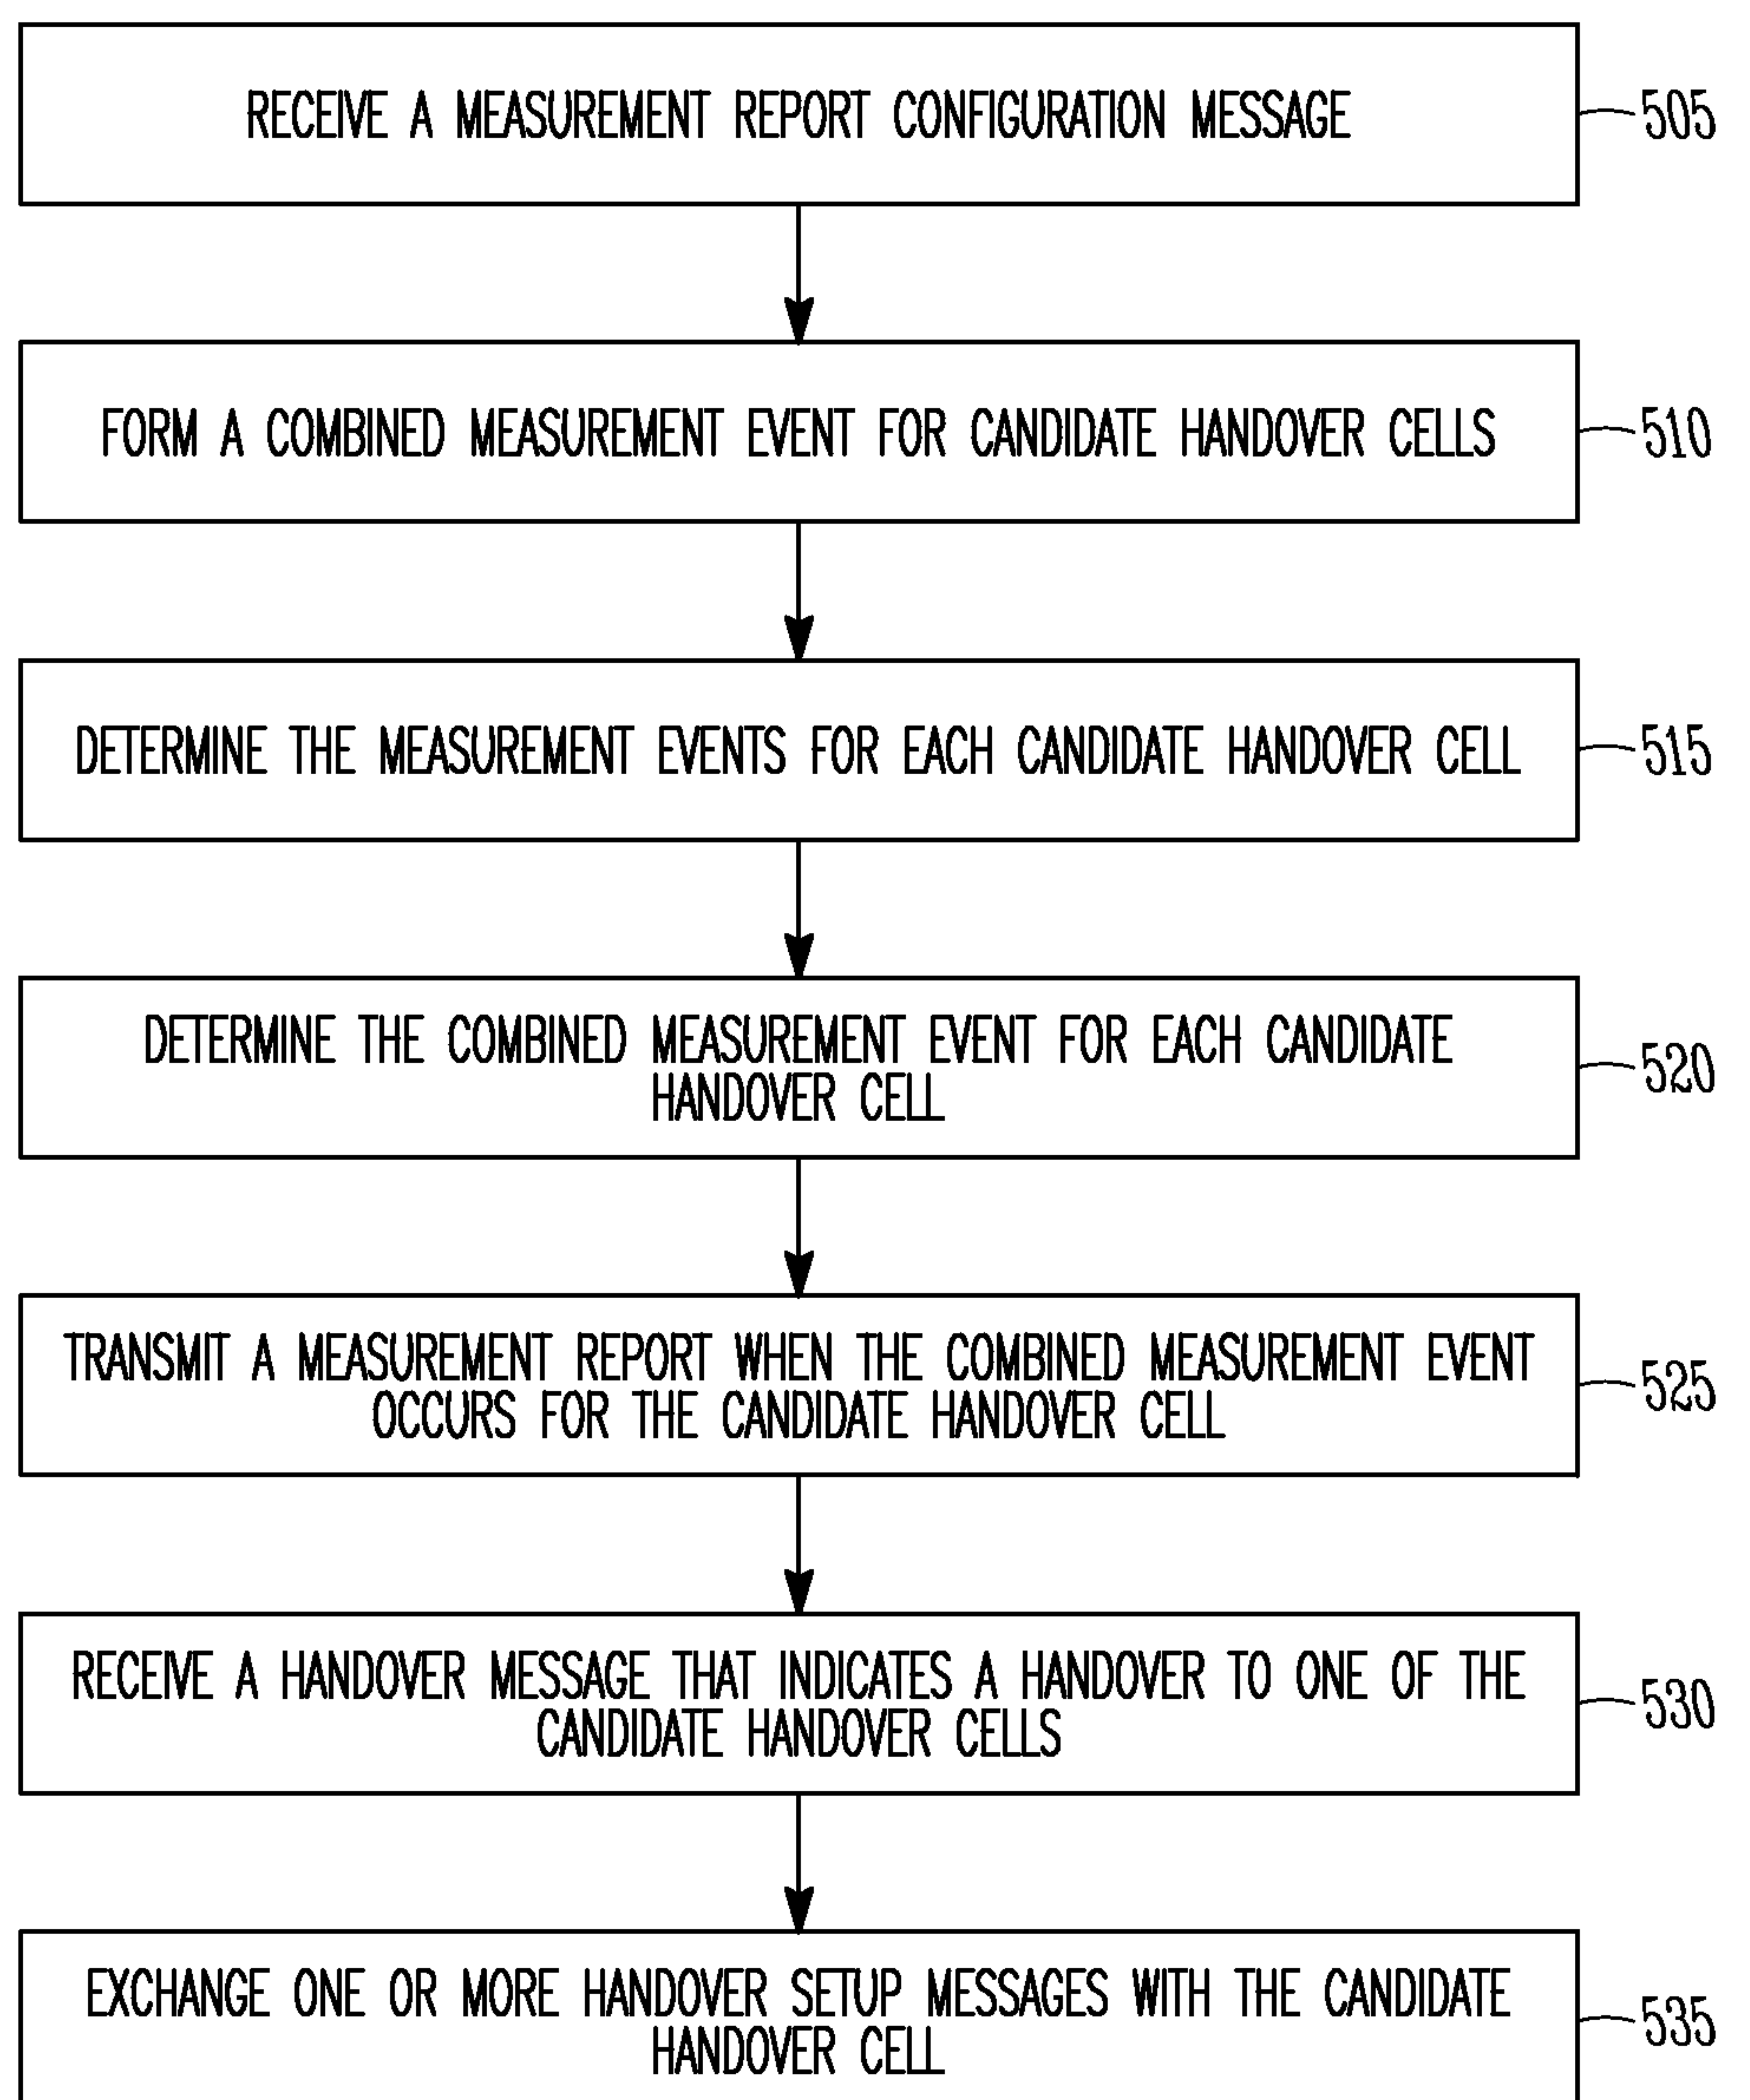 RECEIVE A MEASUREMENT REPORT CONFIGURATION MESSAGE
505
FORM A COMBINED MEASUREMENT EVENT FOR CANDIDATE HANDOVER CELLS
510
DETERMINE THE MEASUREMENT EVENTS FOR EACH CANDIDATE HANDOVER CELL
515
DETERMINE THE COMBINED MEASUREMENT EVENT FOR EACH CANDIDATE
HANDOVER CELL
520
TRANSMIT A MEASUREMENT REPORT WHEN THE COMBINED MEASUREMENT EVENT
OCCURS FOR THE CANDIDATE HANDOVER CELL
525
RECEIVE A HANDOVER MESSAGE THAT INDICATES A HANDOVER TO ONE OF THE
CANDIDATE HANDOVER CELLS
530
EXCHANGE ONE OR MORE HANDOVER SETUP MESSAGES WITH THE CANDIDATE
HANDOVER CELL
535